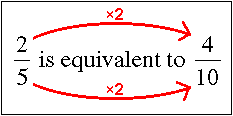 ×2
2/5 is equivalent to 4/10
×2